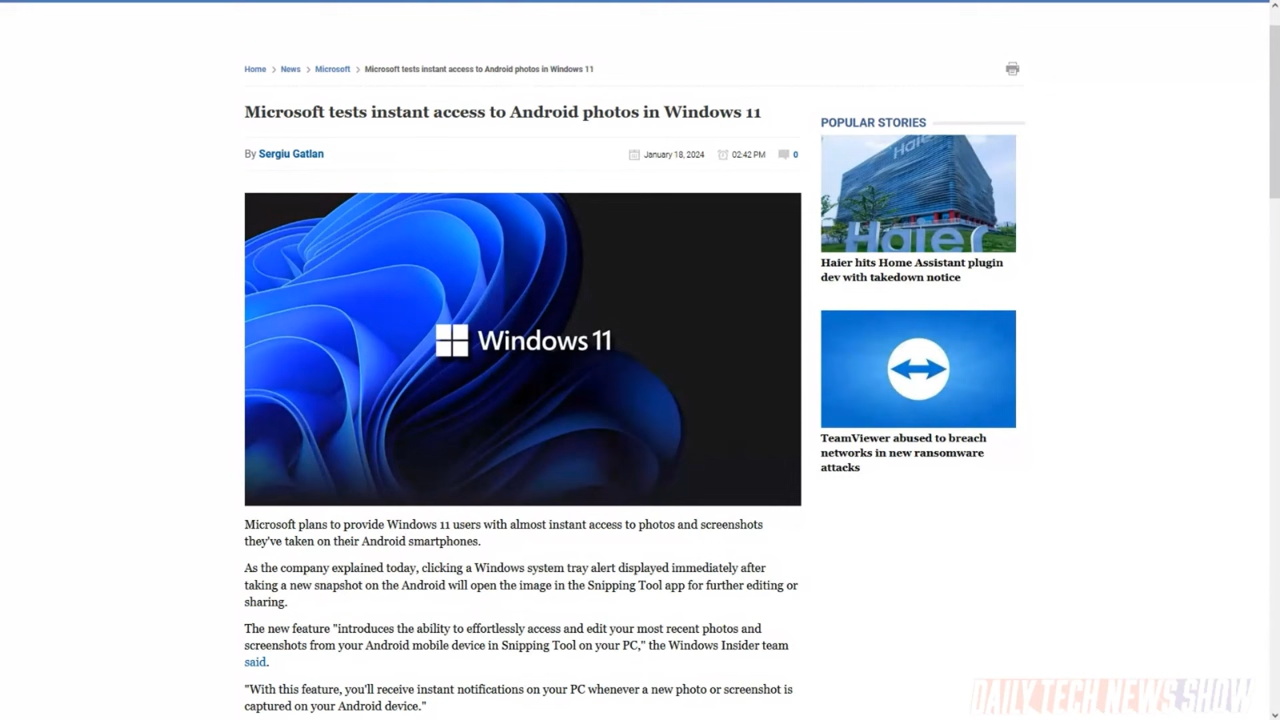 Home > News > Microsoft > Microsoft tests instant access to Android photos in Windows 11
Microsoft tests instant access to Android photos in Windows 11
By Sergiu Gatlan
January 18, 2024 02:42 PM 0
Windows 11
Microsoft plans to provide Windows 11 users with almost instant access to photos and screenshots
they've taken on their Android smartphones.
As the company explained today, clicking a Windows system tray alert displayed immediately after
taking a new snapshot on the Android will open the image in the Snipping Tool app for further editing or
sharing.
The new feature "introduces the ability to effortlessly access and edit your most recent photos and
screenshots from your Android mobile device in Snipping Tool on your PC," the Windows Insider team
said.
"With this feature, you'll receive instant notifications on your PC whenever a new photo or screenshot is
captured on your Android device."
POPULAR STORIES
Haier
Haier
Haier hits Home Assistant plugin
dev with takedown notice
TeamViewer abused to breach
networks in new ransomware
attacks
DAILY TECH NEWS SHOW